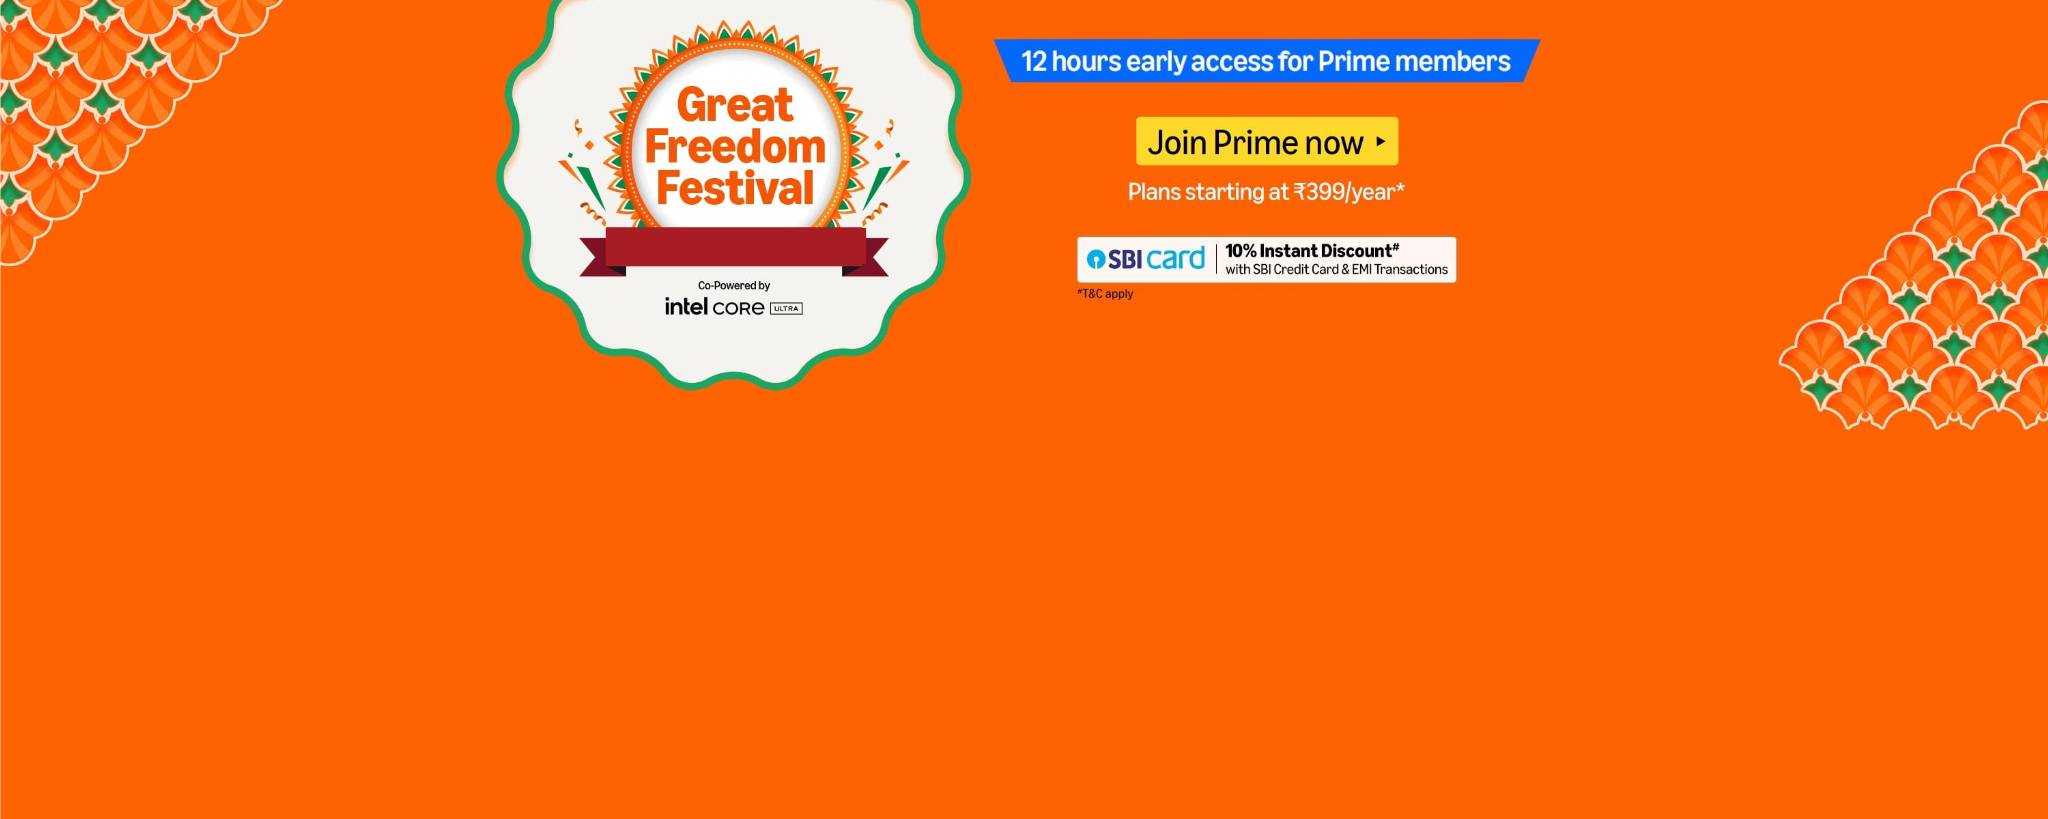 Great
Freedom
Festival
Co-Powered by
intel CORE ULTRA
12 hours early access for Prime members
Join Prime now
Plans starting at ₹399/year*
SBI card
10% Instant Discount#
with SBI Credit Card & EMI Transactions
#T&C apply